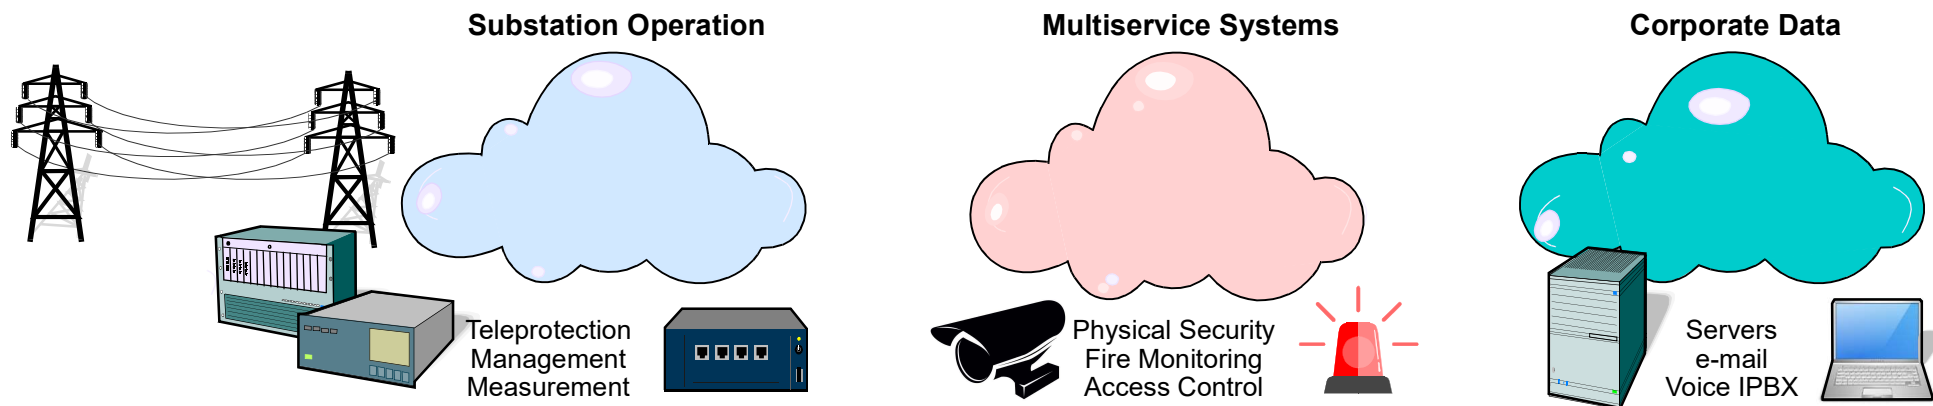 Substation Operation
Multiservice Systems
Corporate Data
Teleprotection
Management
Measurement
Physical Security
Fire Monitoring
Access Control
Servers
e-mail
Voice IPBX